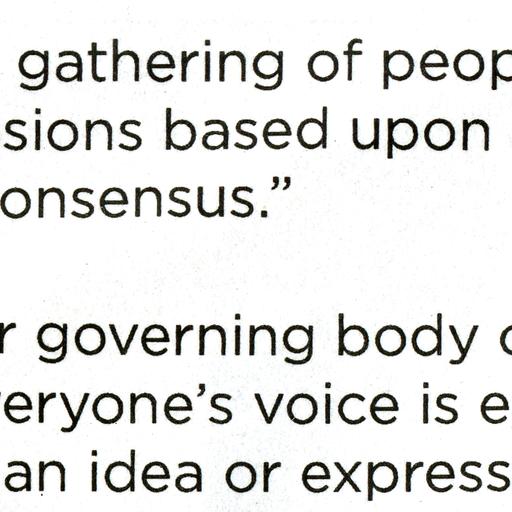 gathering of peop
sions based upon
onsensus.”
r governing body
eryone’s voice is e
an idea or express